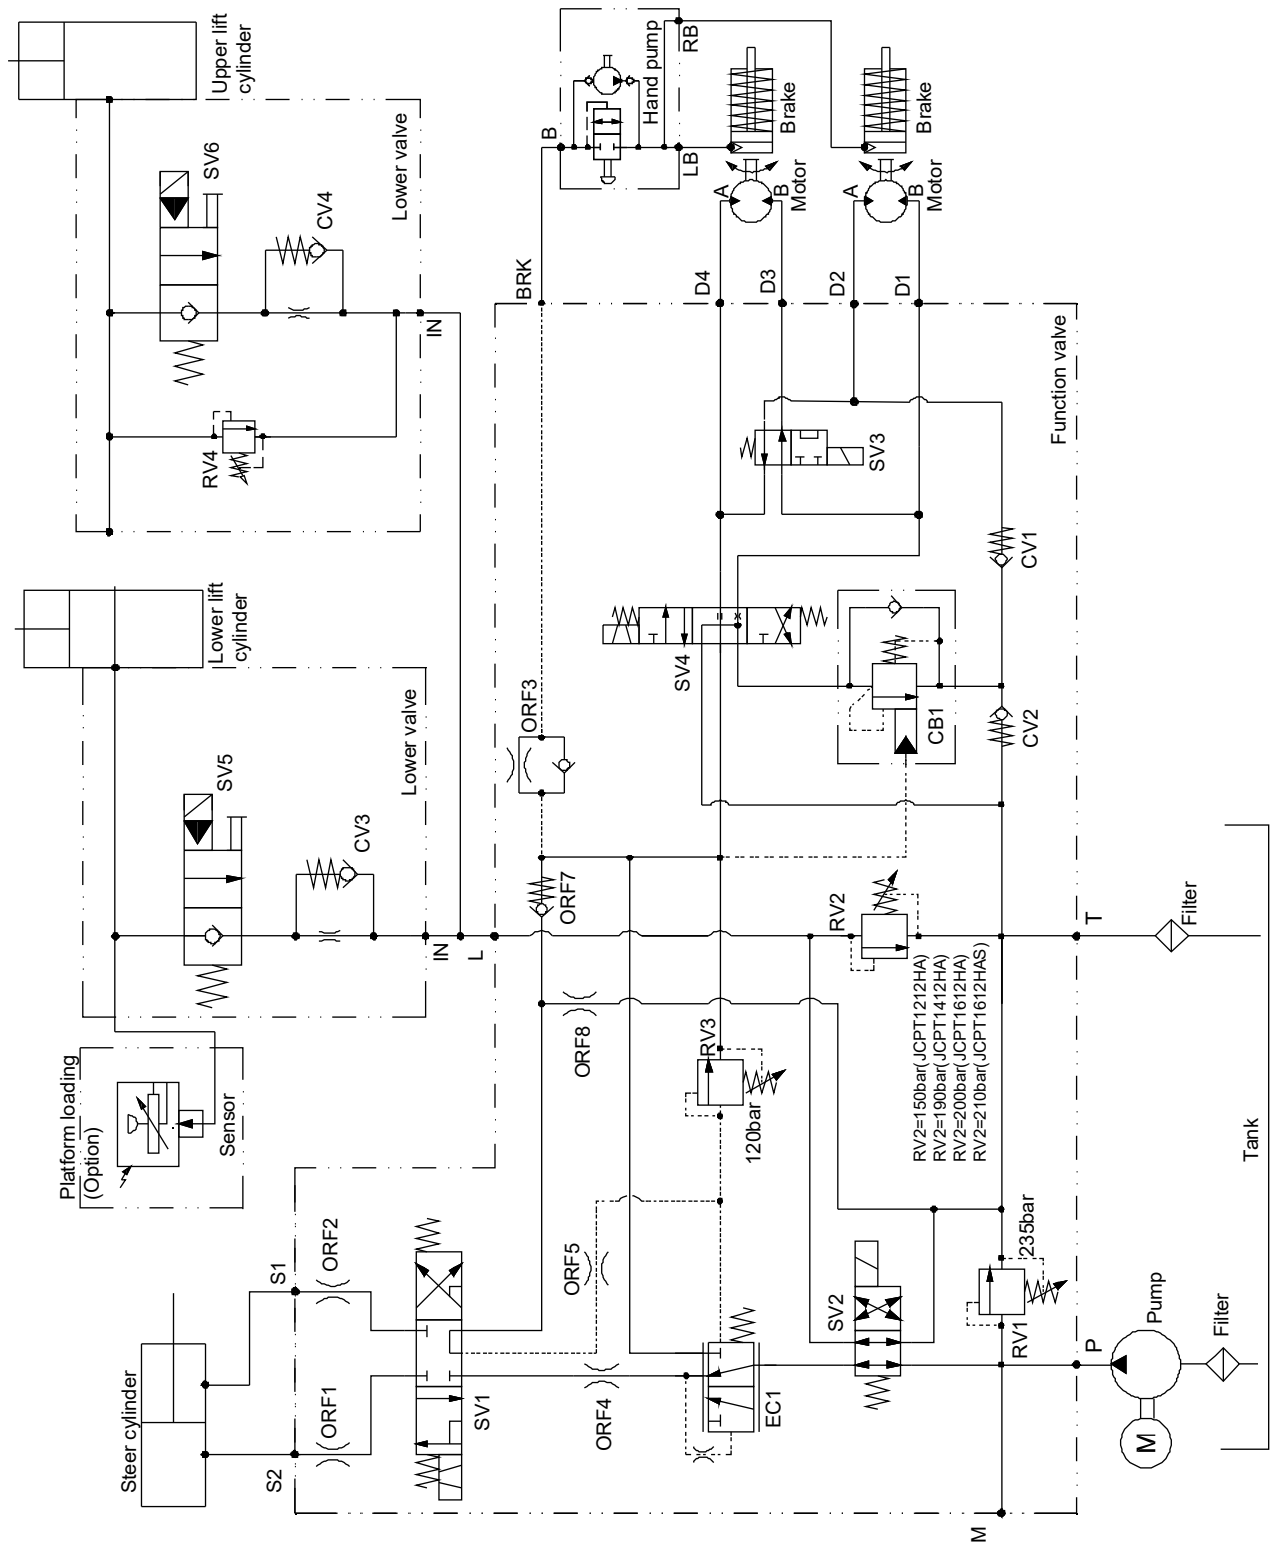 Upper lift
cylinder
SV6
CV4
Lower valve
RV4
IN
Lower lift
cylinder
SV5
CV3
Lower valve
IN
L
Platform loading
(Option)
Sensor
Steer cylinder
S1
S2
ORF2
ORF1
SV1
ORF5
ORF4
EC1
ORF8
ORF7
ORF3
BRK
B
Hand pump
RB
LB
Brake
Brake
A
B
Motor
A
B
Motor
D4
D3
D2
D1
Function valve
SV3
SV4
CV1
CV2
CB1
RV2
RV2=150bar(JCPT1212HA)
RV2=190bar(JCPT1412HA)
RV2=200bar(JCPT1612HA)
RV2=210bar(JCPT1612HAS)
RV3
120bar
SV2
RV1
235bar
T
Filter
P
Pump
Filter
M
M
Tank